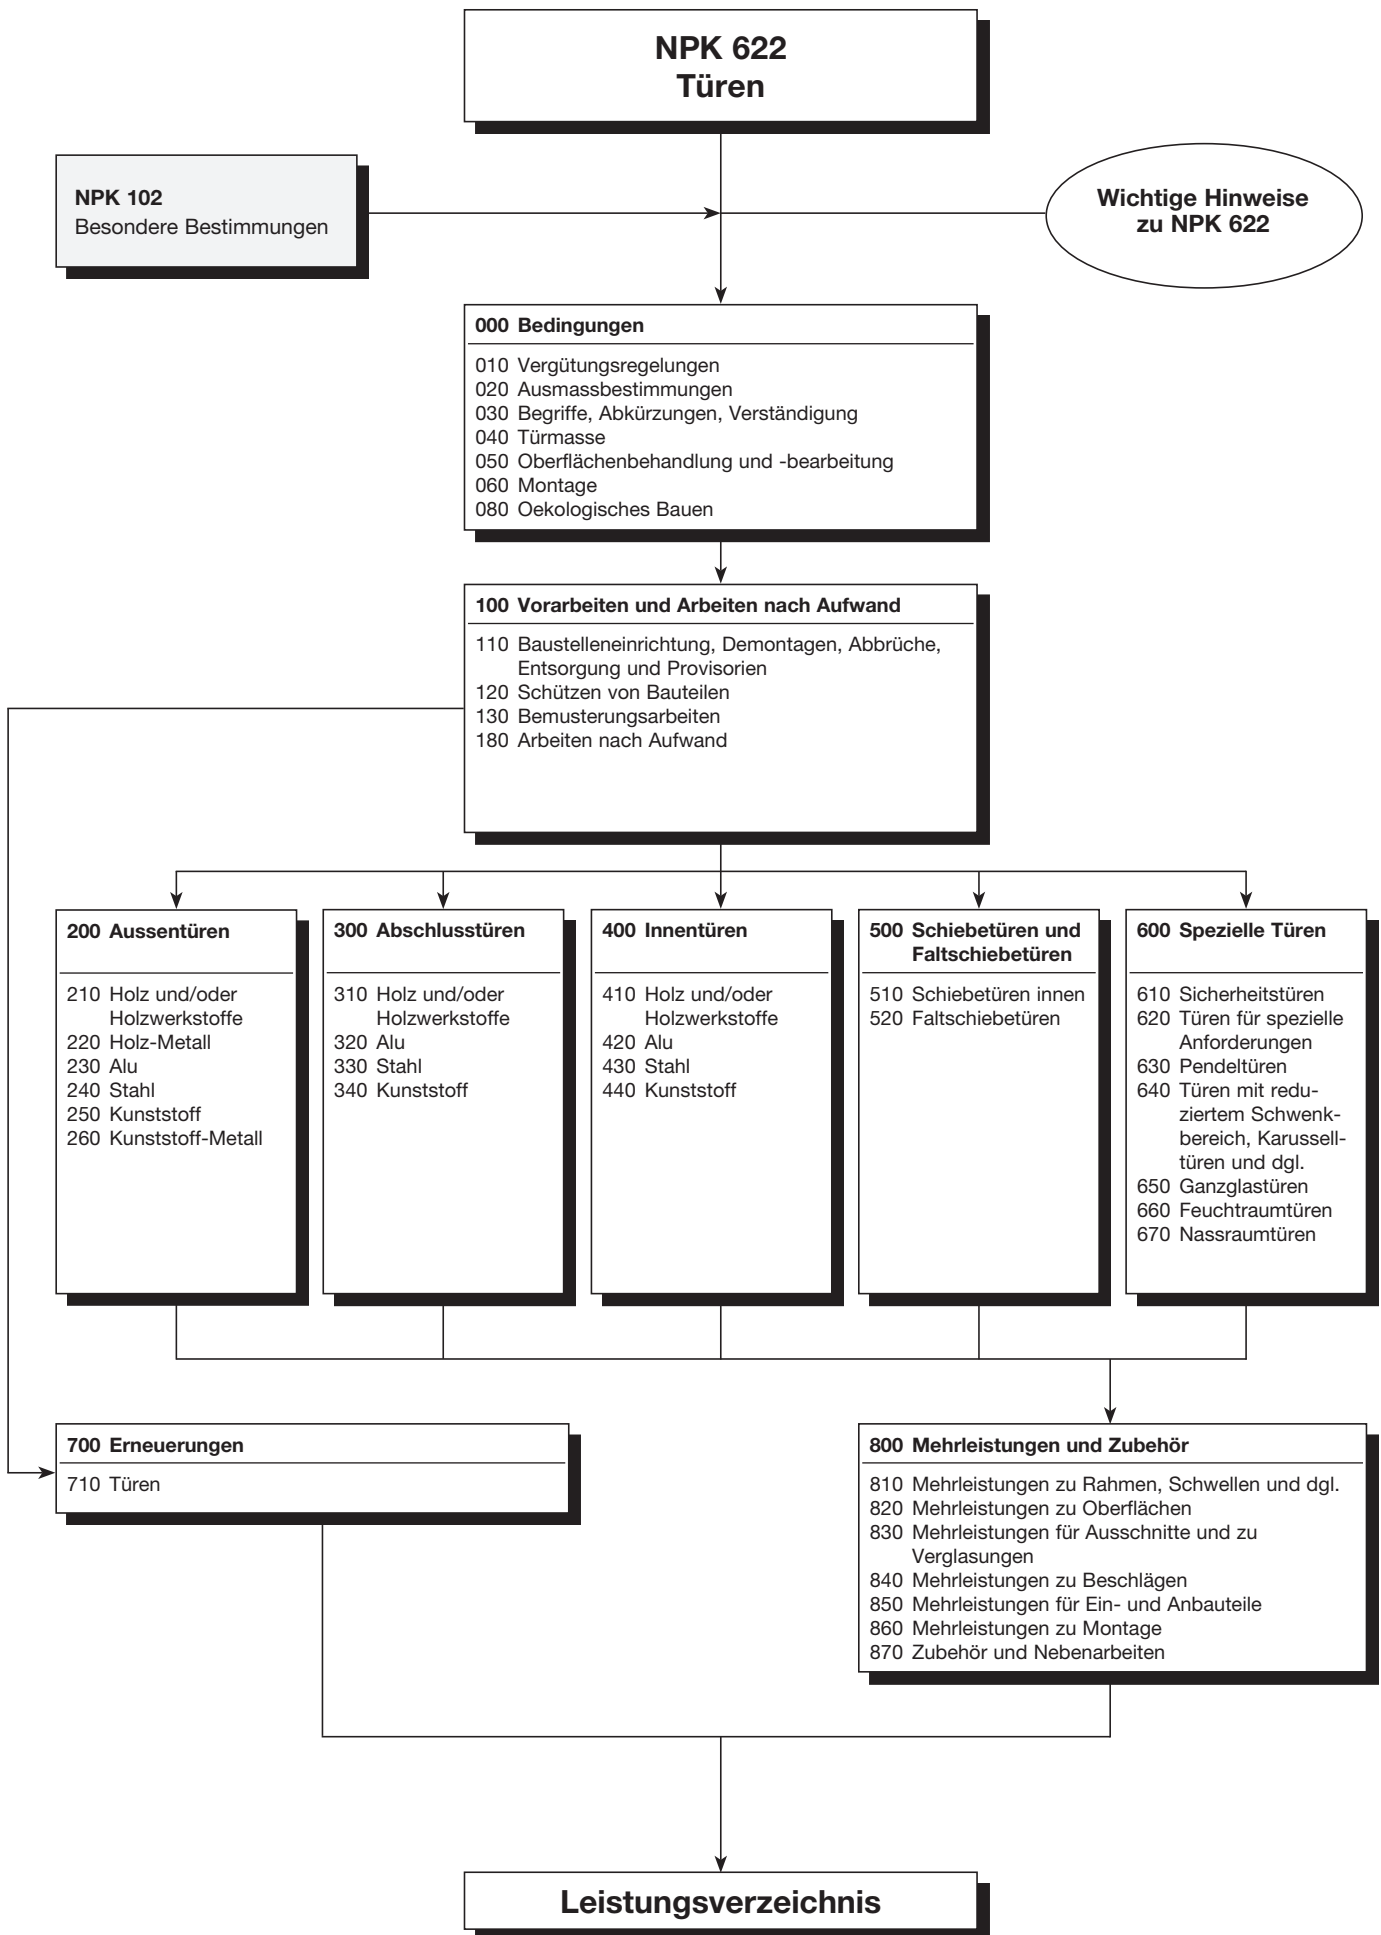 NPK 622
Türen
NPK 102
Besondere Bestimmungen
Wichtige Hinweise
zu NPK 622
000 Bedingungen
010 Vergütungsregelungen
020 Ausmassbestimmungen
030 Begriffe, Abkürzungen, Verständigung
040 Türmasse
050 Oberflächenbehandlung und -bearbeitung
060 Montage
080 Oekologisches Bauen
100 Vorarbeiten und Arbeiten nach Aufwand
110 Baustelleneinrichtung, Demontagen, Abbrüche,
Entsorgung und Provisorien
120 Schützen von Bauteilen
130 Bemusterungsarbeiten
180 Arbeiten nach Aufwand
200 Aussentüren
210 Holz und/oder
Holzwerkstoffe
220 Holz-Metall
230 Alu
240 Stahl
250 Kunststoff
260 Kunststoff-Metall
300 Abschlusstüren
310 Holz und/oder
Holzwerkstoffe
320 Alu
330 Stahl
340 Kunststoff
400 Innentüren
410 Holz und/oder
Holzwerkstoffe
420 Alu
430 Stahl
440 Kunststoff
500 Schiebetüren und
Faltschiebetüren
510 Schiebetüren innen
520 Faltschiebetüren
600 Spezielle Türen
610 Sicherheitstüren
620 Türen für spezielle
Anforderungen
630 Pendeltüren
640 Türen mit redu-
ziertem Schwenk-
bereich, Karussell-
türen und dgl.
650 Ganzglastüren
660 Feuchtraumtüren
670 Nassraumtüren
700 Erneuerungen
710 Türen
800 Mehrleistungen und Zubehör
810 Mehrleistungen zu Rahmen, Schwellen und dgl.
820 Mehrleistungen zu Oberflächen
830 Mehrleistungen für Ausschnitte und zu
Verglasungen
840 Mehrleistungen zu Beschlägen
850 Mehrleistungen für Ein- und Anbauteile
860 Mehrleistungen zu Montage
870 Zubehör und Nebenarbeiten
Leistungsverzeichnis